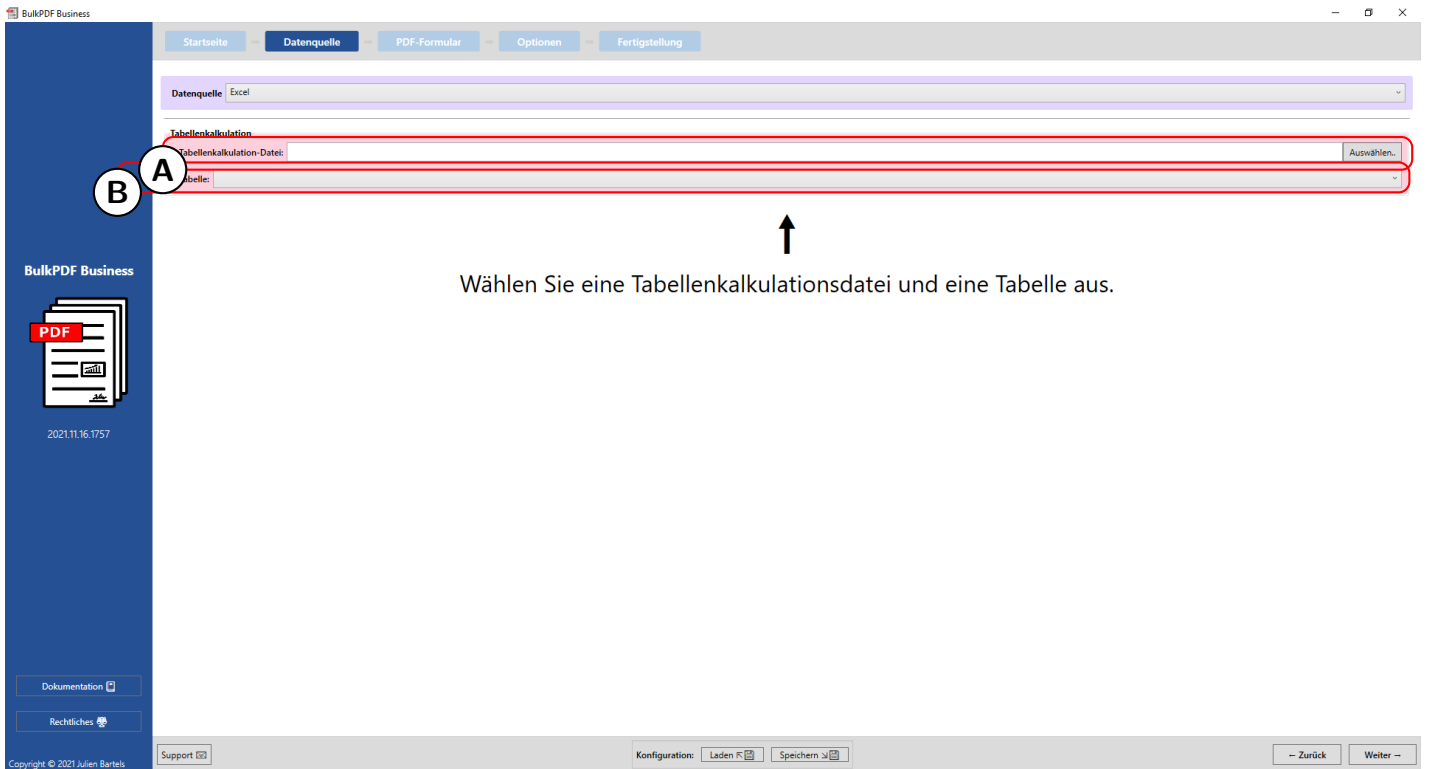 BulkPDF Business
Startseite Datenquelle PDF-Formular Optionen Fertigstellung
Datenquelle Excel
Tabellenkalkulation
Tabellenkalkulation-Datei: Auswählen..
A
B
BulkPDF Business
Wählen Sie eine Tabellenkalkulationsdatei und eine Tabelle aus.
PDF
2021.11.16.1757
Dokumentation
Rechtliches
Copyright © 2021 Julien Bartels
Support
Konfiguration: Laden Speichern
← Zurück Weiter →